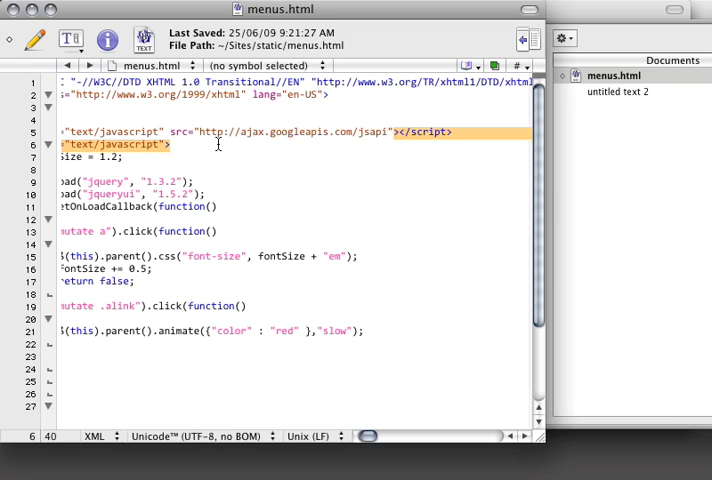 menus.html
Last Saved: 25/06/09 9:21:27 AM
File Path: ~/Sites/static/menus.html
TEXT
menus.html
(no symbol selected)
#
Documents
menus.html
untitled text 2
1 "-//W3C//DTD XHTML 1.0 Transitional//EN" "http://www.w3.org/TR/xhtml1/DTD/xhtml
2 ="http://www.w3.org/1999/xhtml" lang="en-US">
3
4
5 ="text/javascript" src="http://ajax.googleapis.com/jsapi"></script>
6 ="text/javascript">
7 Size = 1.2;
8
9 oad("jquery", "1.3.2");
10 oad("jqueryui", "1.5.2");
11 etOnLoadCallback(function()
12
13 mutate a").click(function()
14
15 $(this).parent().css("font-size", fontSize + "em");
16 fontSize += 0.5;
17 return false;
18
19 mutate .alink").click(function()
20
21 $(this).parent().animate({"color" : "red" },"slow");
22
23
24
25
26
27
6 40 XML Unicode™ (UTF-8, no BOM) Unix (LF)